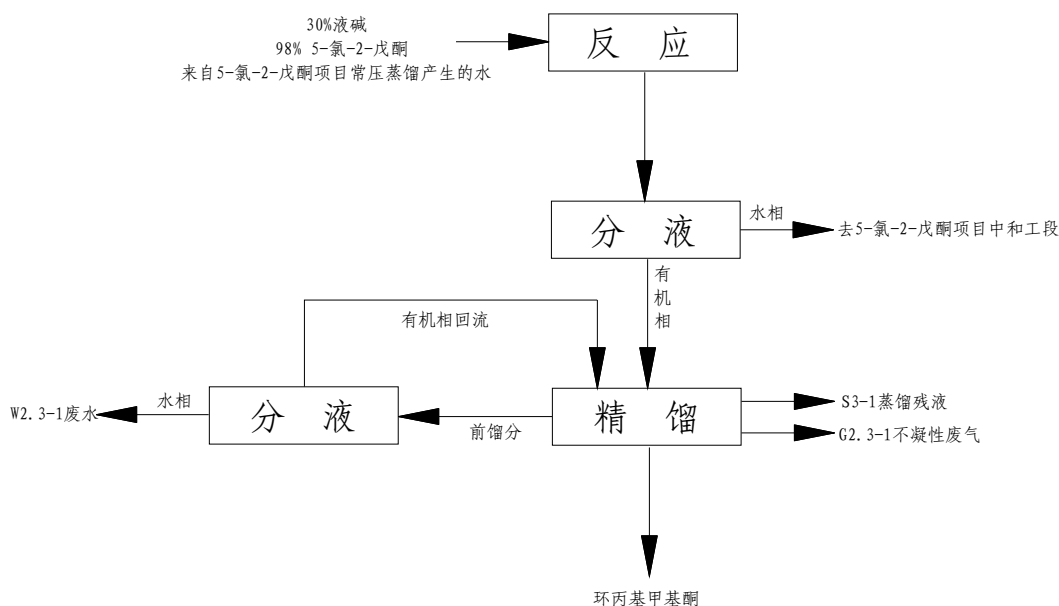 30%液碱
98% 5-氯-2-戊酮
来自5-氯-2-戊酮项目常压蒸馏产生的水
反 应
分 液
水相
去5-氯-2-戊酮项目中和工段
有机相
有机相回流
W2.3-1废水
水相
分 液
前馏分
精 馏
S3-1蒸馏残液
G2.3-1不凝性废气
环丙基甲基酮